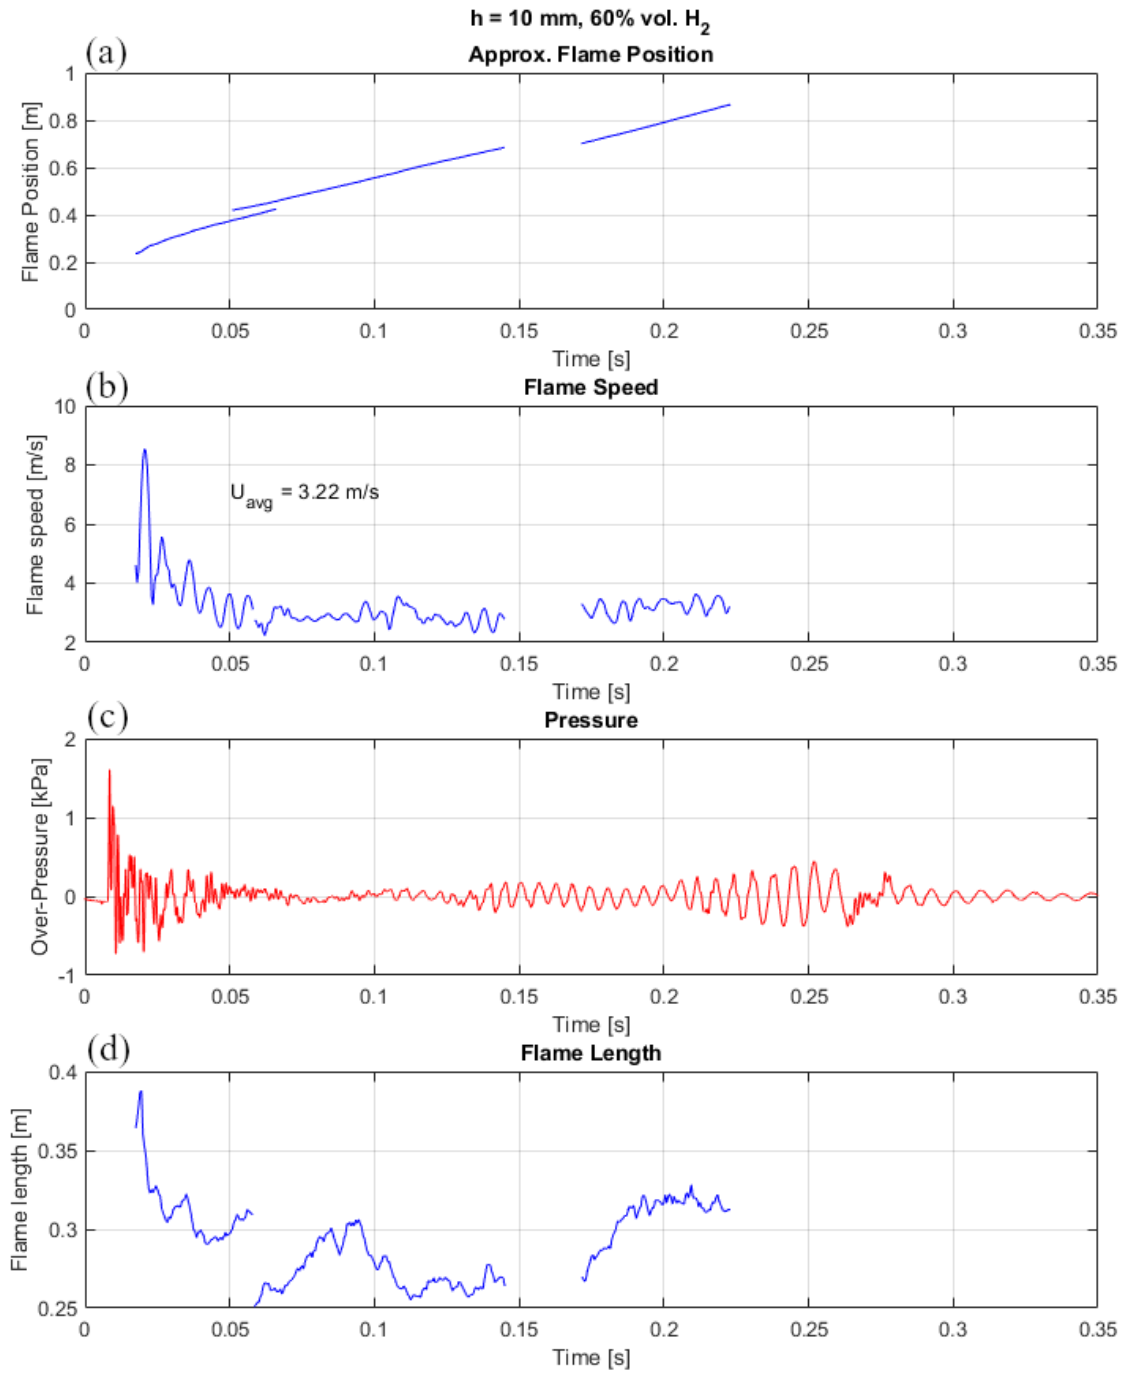 h = 10 mm, 60% vol. H2
(a)
Approx. Flame Position
Flame Position [m]
1
0.8
0.6
0.4
0.2
0
0 0.05 0.1 0.15 0.2 0.25 0.3 0.35
Time [s]
(b)
Flame Speed
Flame speed [m/s]
10
8
6
4
2
Uavg = 3.22 m/s
0 0.05 0.1 0.15 0.2 0.25 0.3 0.35
Time [s]
(c)
Pressure
Over-Pressure [kPa]
2
1
0
-1
0 0.05 0.1 0.15 0.2 0.25 0.3 0.35
Time [s]
(d)
Flame Length
Flame length [m]
0.4
0.35
0.3
0.25
0 0.05 0.1 0.15 0.2 0.25 0.3 0.35
Time [s]